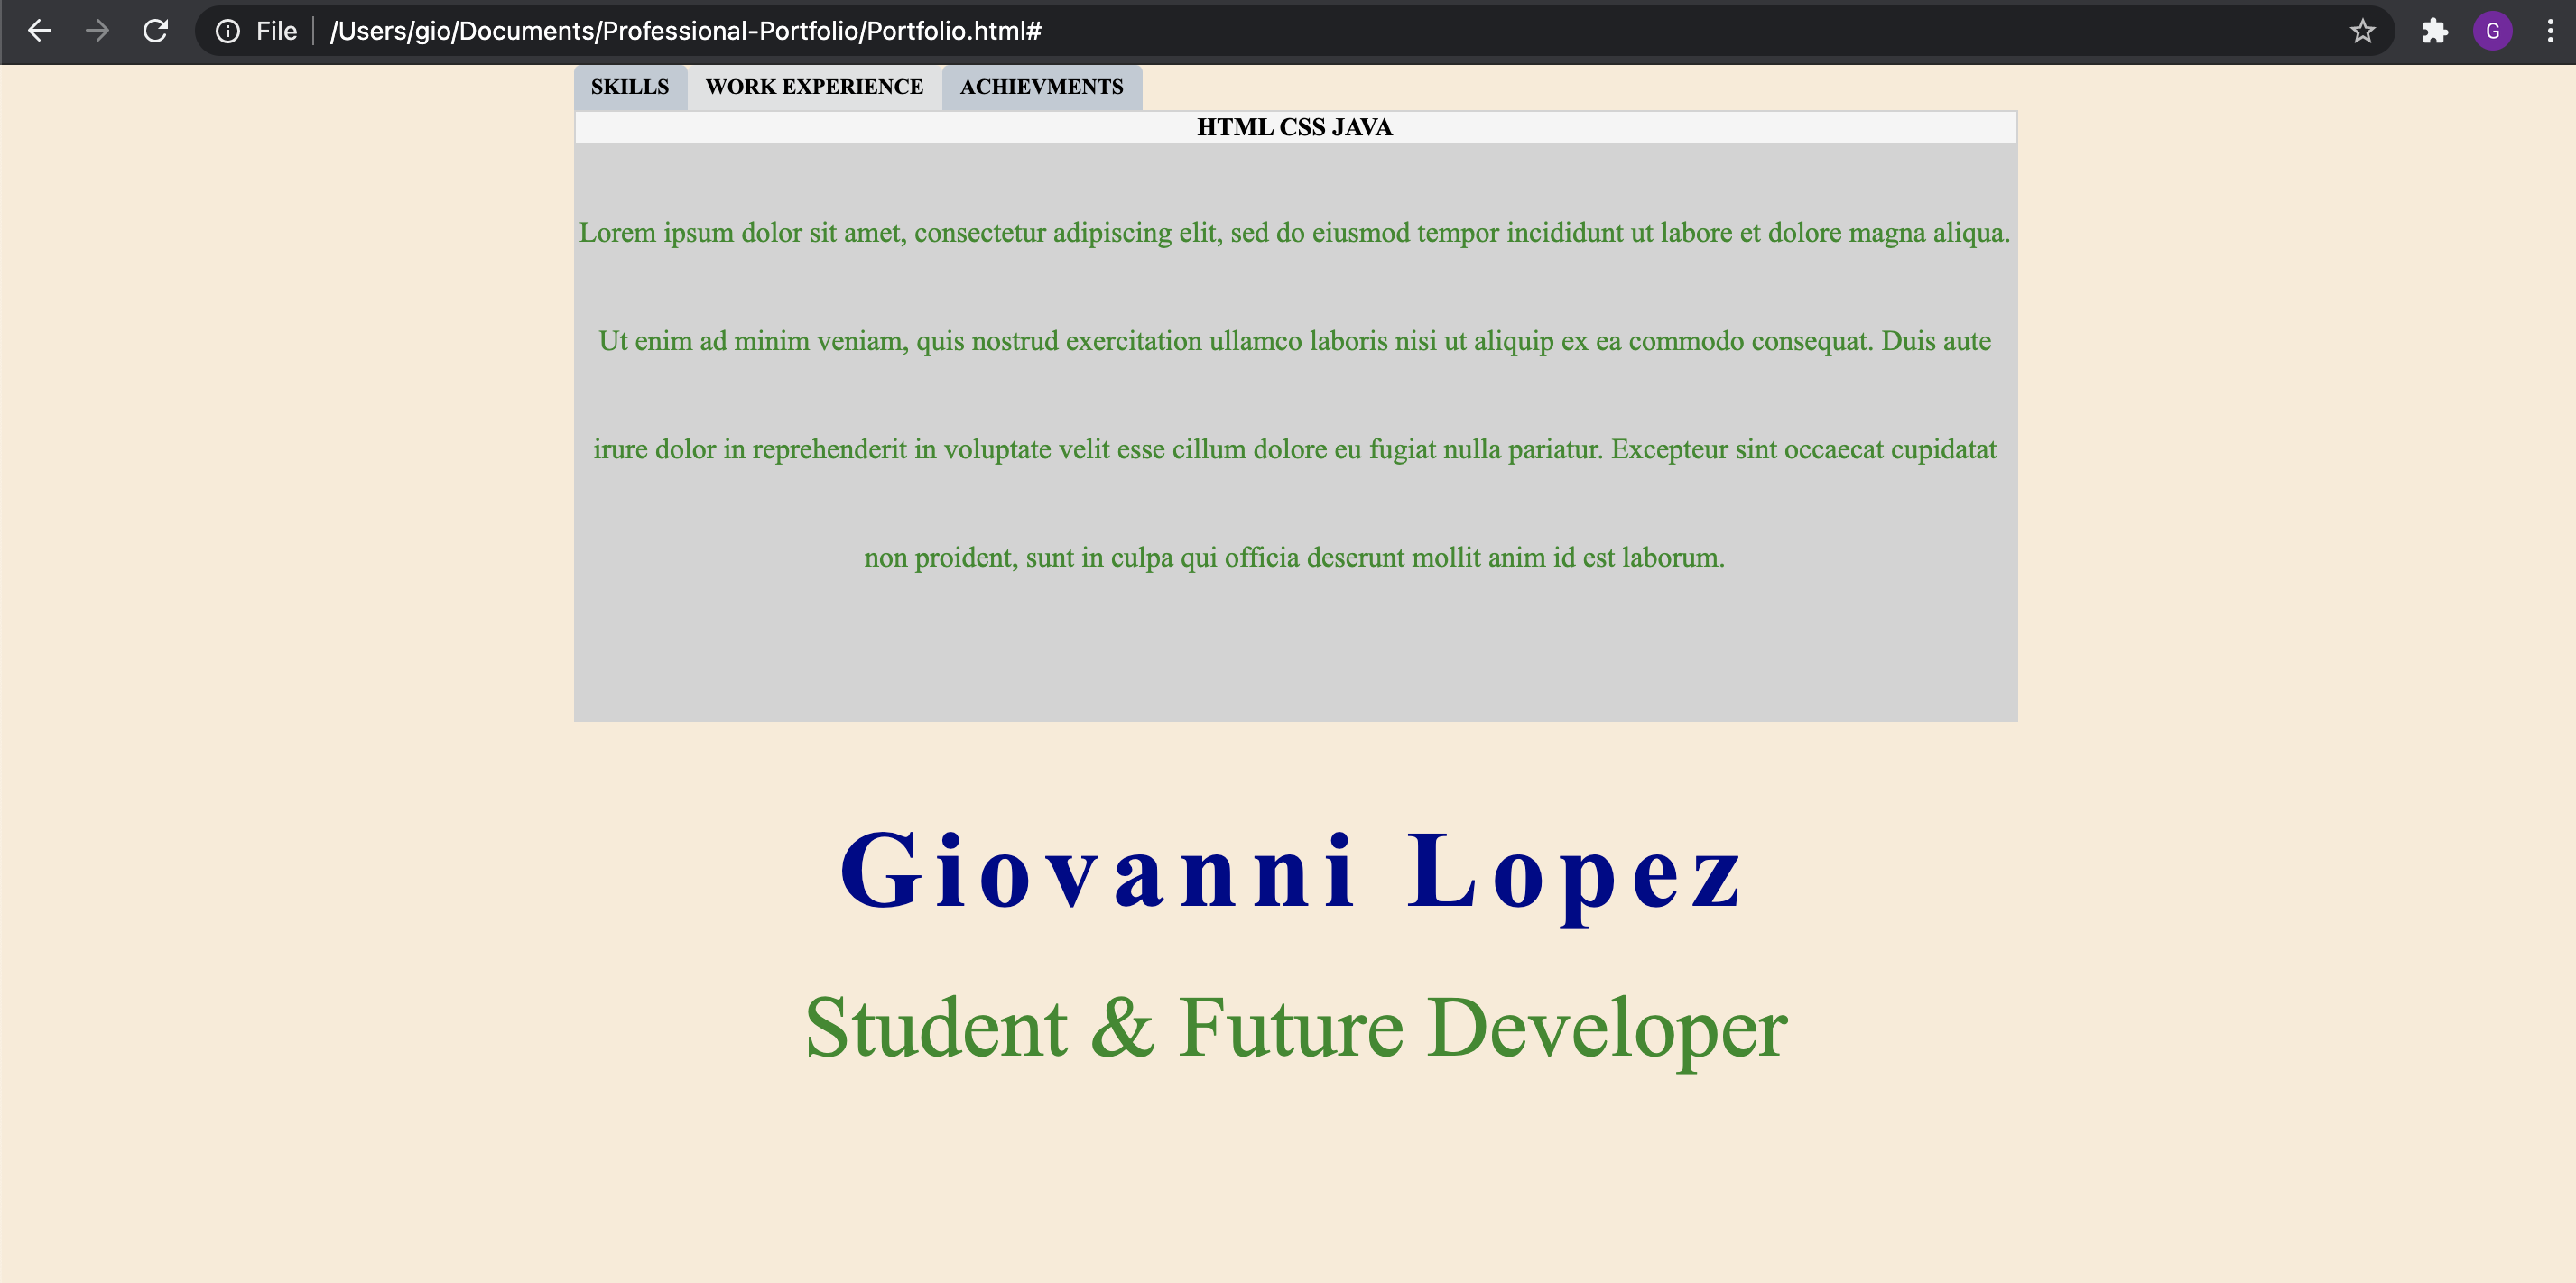 File /Users/gio/Documents/Professional-Portfolio/Portfolio.html# G
SKILLS WORK EXPERIENCE ACHIEVMENTS
HTML CSS JAVA
Lorem ipsum dolor sit amet, consectetur adipiscing elit, sed do eiusmod tempor incididunt ut labore et dolore magna aliqua.
Ut enim ad minim veniam, quis nostrud exercitation ullamco laboris nisi ut aliquip ex ea commodo consequat. Duis aute
irure dolor in reprehenderit in voluptate velit esse cillum dolore eu fugiat nulla pariatur. Excepteur sint occaecat cupidatat
non proident, sunt in culpa qui officia deserunt mollit anim id est laborum.
Giovanni Lopez
Student & Future Developer